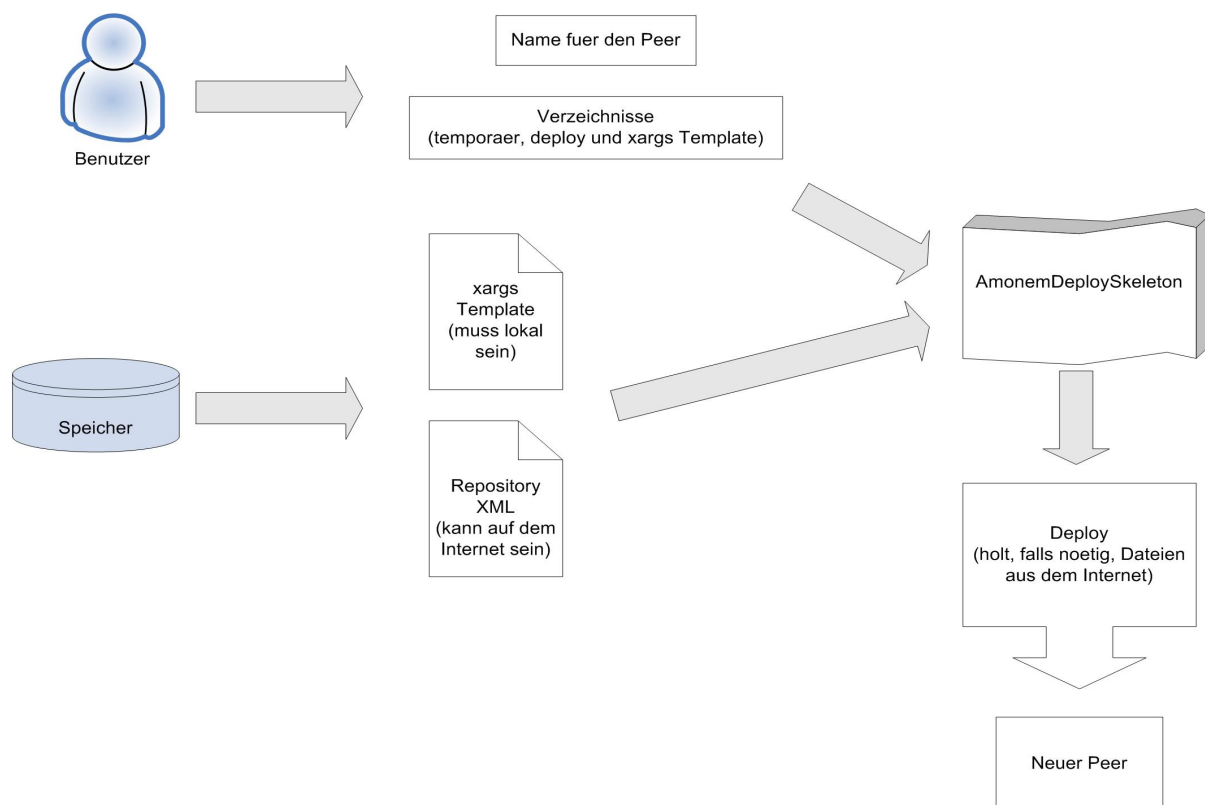 Benutzer
Name fuer den Peer
Verzeichnisse
(temporaer, deploy und xargs Template)
Speicher
xargs
Template
(muss lokal
sein)
Repository
XML
(kann auf dem
Internet sein)
AmonemDeploySkeleton
Deploy
(holt, falls noetig, Dateien
aus dem Internet)
Neuer Peer